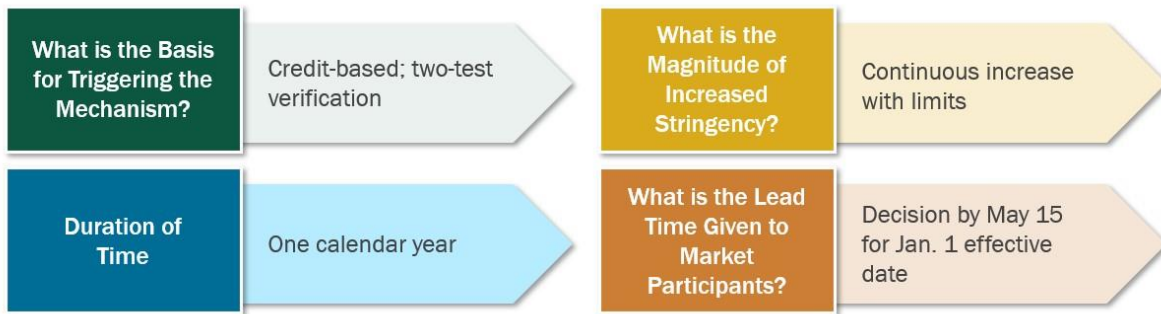 What is the Basis
for Triggering the
Mechanism?
Credit-based; two-test
verification
What is the
Magnitude of
Increased
Stringency?
Continuous increase
with limits
Duration of
Time
One calendar year
What is the Lead
Time Given to
Market
Participants?
Decision by May 15
for Jan. 1 effective
date